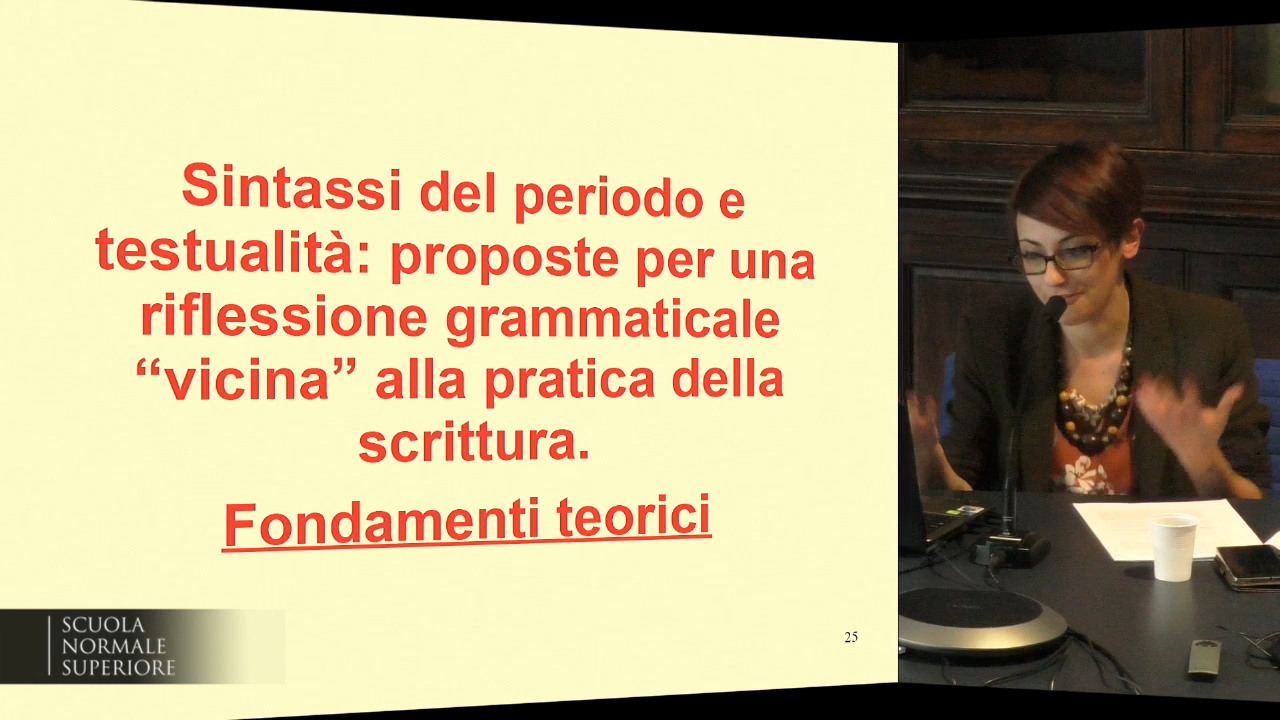 Sintassi del periodo e
testualità: proposte per una
riflessione grammaticale
“vicina” alla pratica della
scrittura.
Fondamenti teorici
25
SCUOLA
NORMALE
SUPERIORE